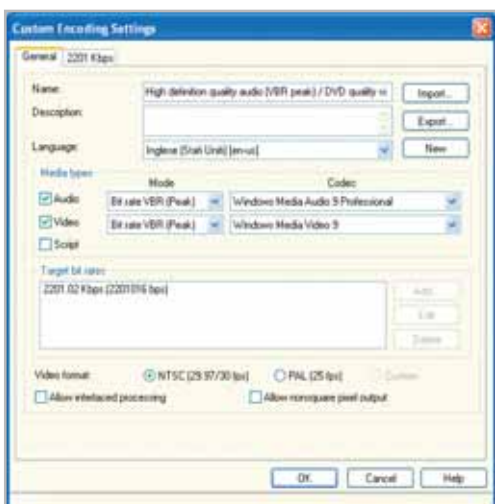 Custom Encoding Settings
General 2201 Kbps
Name: High definition quality audio (VBR peak) / DVD quality Import...
Description: Export...
Language: Inglese (Stati Uniti) [en-us] New
Media types
Mode Codec
Audio Bit rate VBR (Peak) Windows Media Audio 9 Professional
Video Bit rate VBR (Peak) Windows Media Video 9
Script
Target bit rates
2201.02 Kbps (2201016 bps)
Add...
Edit
Delete
Video format: NTSC (29.97/30 fps) PAL (25 fps) Custom
Allow interlaced processing Allow nonsquare pixel output
OK Cancel Help